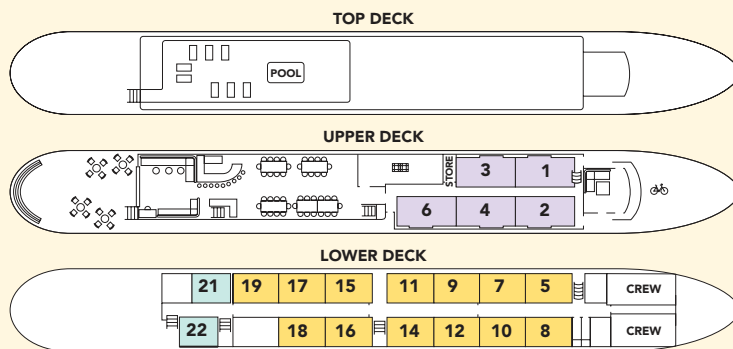 TOP DECK
POOL
UPPER DECK
STORE
3 1
6 4 2
LOWER DECK
21 19 17 15 11 9 7 5 CREW
22 18 16 14 12 10 8 CREW